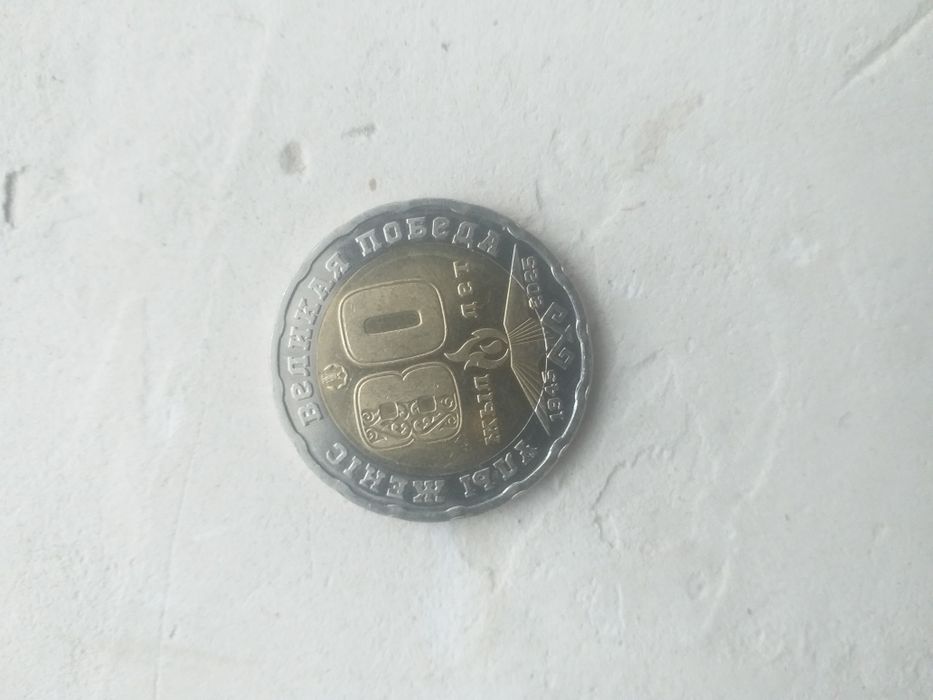 ҰЛЫ ЖЕҢІС
ВЕЛИКАЯ ПОБЕДА
80
ЖЫЛ
ЛЕТ
1945
2025